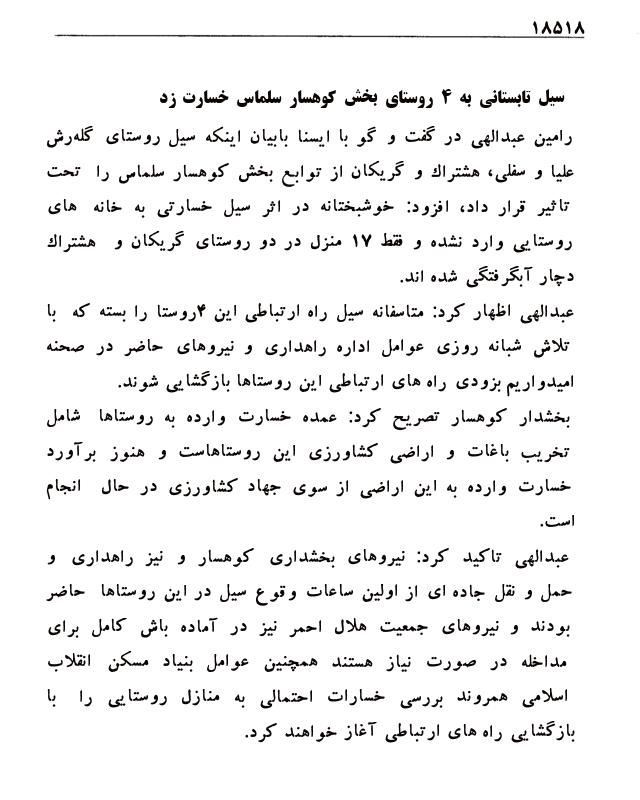 ۱۸۵۱۸
سیل تابستانی به ۴ روستای بخش کوهسار سلماس خسارت زد
رامین عبدالهی در گفت و گو با ایسنا بابیان اینکه سیل روستای گله‌رش
علیا و سفلی، هشتراك و گریکان از توابع بخش کوهسار سلماس را تحت
تاثیر قرار داد، افزود: خوشبختانه در اثر سیل خسارتی به خانه های
روستایی وارد نشده و فقط ۱۷ منزل در دو روستای گریکان و هشتراك
دچار آبگرفتگی شده اند.
عبدالهی اظهار کرد: متاسفانه سیل راه ارتباطی این ۴روستا را بسته که با
تلاش شبانه روزی عوامل اداره راهداری و نیروهای حاضر در صحنه
امیدواریم بزودی راه های ارتباطی این روستاها بازگشایی شوند.
بخشدار کوهسار تصریح کرد: عمده خسارت وارده به روستاها شامل
تخریب باغات و اراضی کشاورزی این روستاهاست و هنوز برآورد
خسارت وارده به این اراضی از سوی جهاد کشاورزی در حال انجام
است.
عبدالهی تاکید کرد: نیروهای بخشداری کوهسار و نیز راهداری و
حمل و نقل جاده ای از اولین ساعات وقوع سیل در این روستاها حاضر
بودند و نیروهای جمعیت هلال احمر نیز در آماده باش کامل برای
مداخله در صورت نیاز هستند همچنین عوامل بنیاد مسکن انقلاب
اسلامی همروند بررسی خسارات احتمالی به منازل روستایی را با
بازگشایی راه های ارتباطی آغاز خواهند کرد.